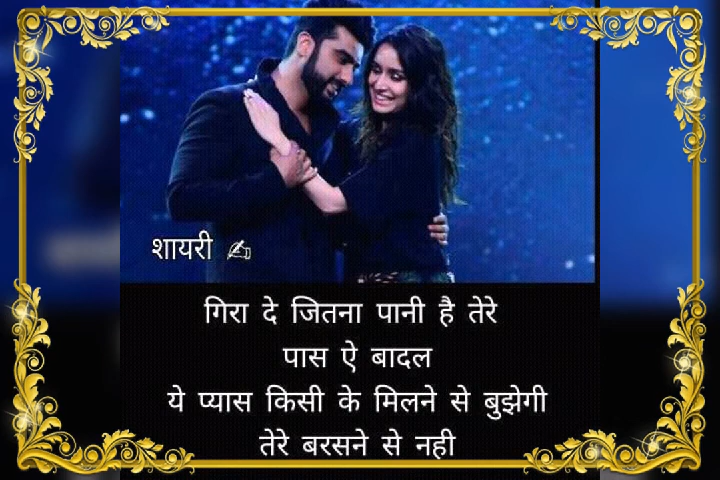 शायरी ✍
गिरा दे जितना पानी है तेरे
पास ऐ बादल
ये प्यास किसी के मिलने से बुझेगी
तेरे बरसने से नही